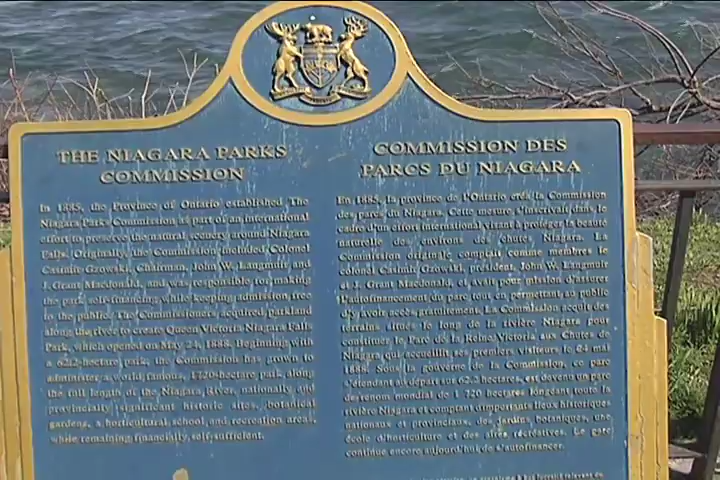 THE NIAGARA PARKS
COMMISSION
In 1885, the Province of Ontario established The
Niagara Parks Commission as part of an international
effort to preserve the natural scenery around Niagara
Falls. Originally, the Commission included Colonel
Casimir Gzowski, Chairman, John W. Langmuir and
J. Grant Macdonald, and was responsible for making
the park self-financing while keeping admission free
to the public. The Commissioners acquired parkland
along the river to create Queen Victoria Niagara Falls
Park, which opened on May 24, 1888. Beginning with
a 62.2-hectare park, the Commission has grown to
administer a world famous, 1720-hectare park along
the full length of the Niagara River, nationally and
provincially significant historic sites, botanical
gardens, a horticultural school, and recreation areas
while remaining financially self-sufficient.
COMMISSION DES
PARCS DU NIAGARA
En 1885, la province de l'Ontario créa la Commission
des parcs du Niagara. Cette mesure s'inscrivait dans le
cadre d'un effort international visant à protéger la beauté
naturelle des environs des chutes Niagara. La
Commission originale comptait comme membres le
colonel Casimir Gzowski, président, John W. Langmuir
et J. Grant Macdonald, et avait pour mission d'assurer
l'autofinancement du parc tout en permettant au public
d'y avoir accès gratuitement. La Commission acquit des
terrains situés le long de la rivière Niagara pour
constituer le Parc de la Reine Victoria aux Chutes de
Niagara qui accueillit ses premiers visiteurs le 24 mai
1888. Sous la gouverne de la Commission, ce parc
s'étendant au départ sur 62.2 hectares, est devenu un parc
de renom mondial de 1 720 hectares longeant toute la
rivière Niagara et comptant d'importants lieux historiques
nationaux et provinciaux, des jardins botaniques, une
école d'horticulture et des aires récréatives. Le parc
continue encore aujourd'hui de s'autofinancer.